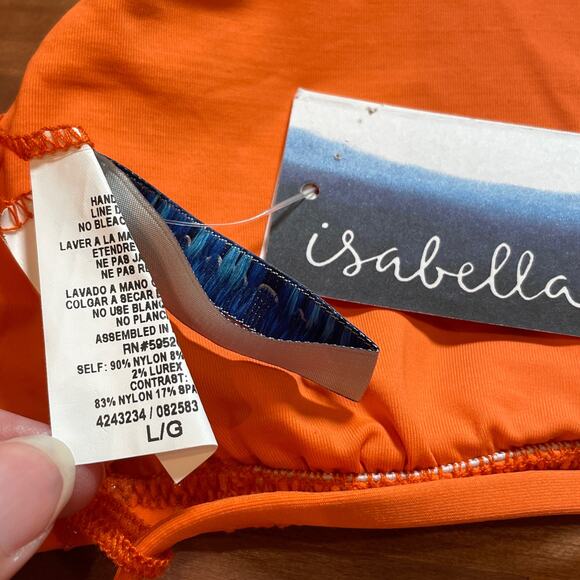 HAND
LINE D
NO BLEAC
LAVER A LA MA
ETENDRE
NE PAS JA
NE PAS R
LAVADO A MANO
COLGAR A SECAR
NO USE BLANC
NO PLANC
ASSEMBLED IN
RN#5952
SELF: 90% NYLON 8%
2% LUREX
CONTRAST:
83% NYLON 17% SPA
4243234 / 082583
L/G
isabella